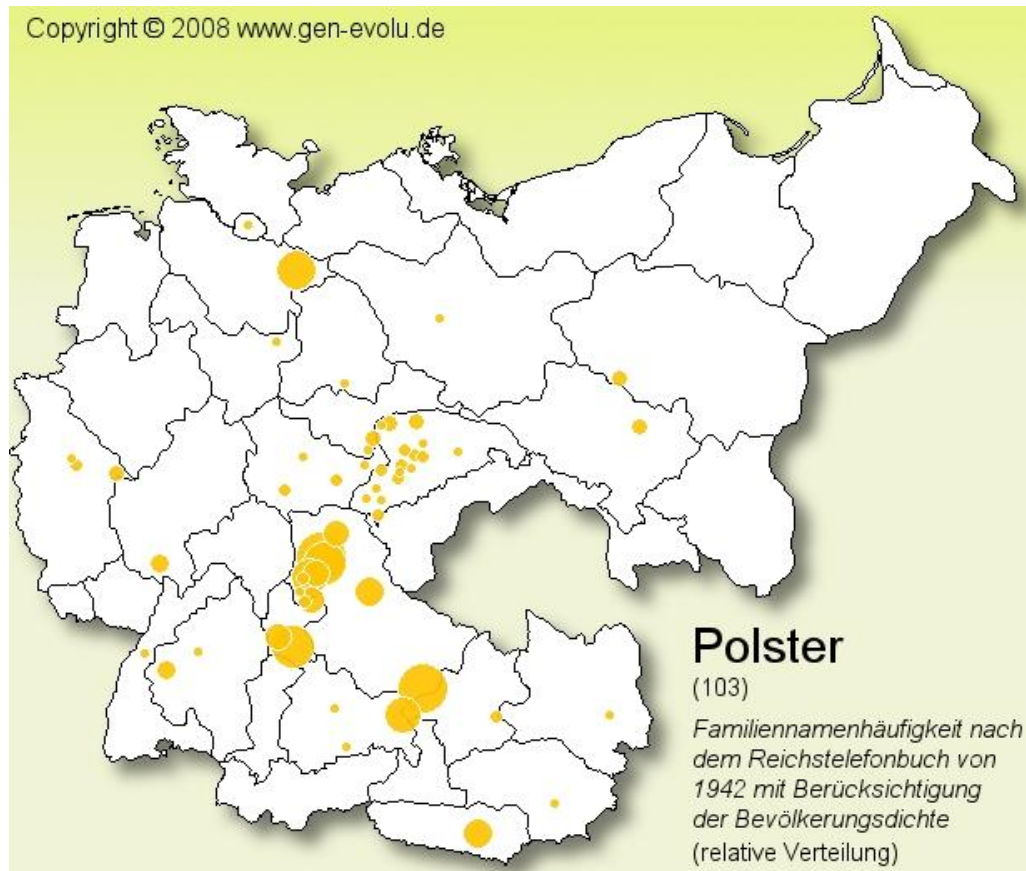 Copyright © 2008 www.gen-evolu.de
Polster
(103)
Familiennamenhäufigkeit nach
dem Reichstelefonbuch von
1942 mit Berücksichtigung
der Bevölkerungsdichte
(relative Verteilung)